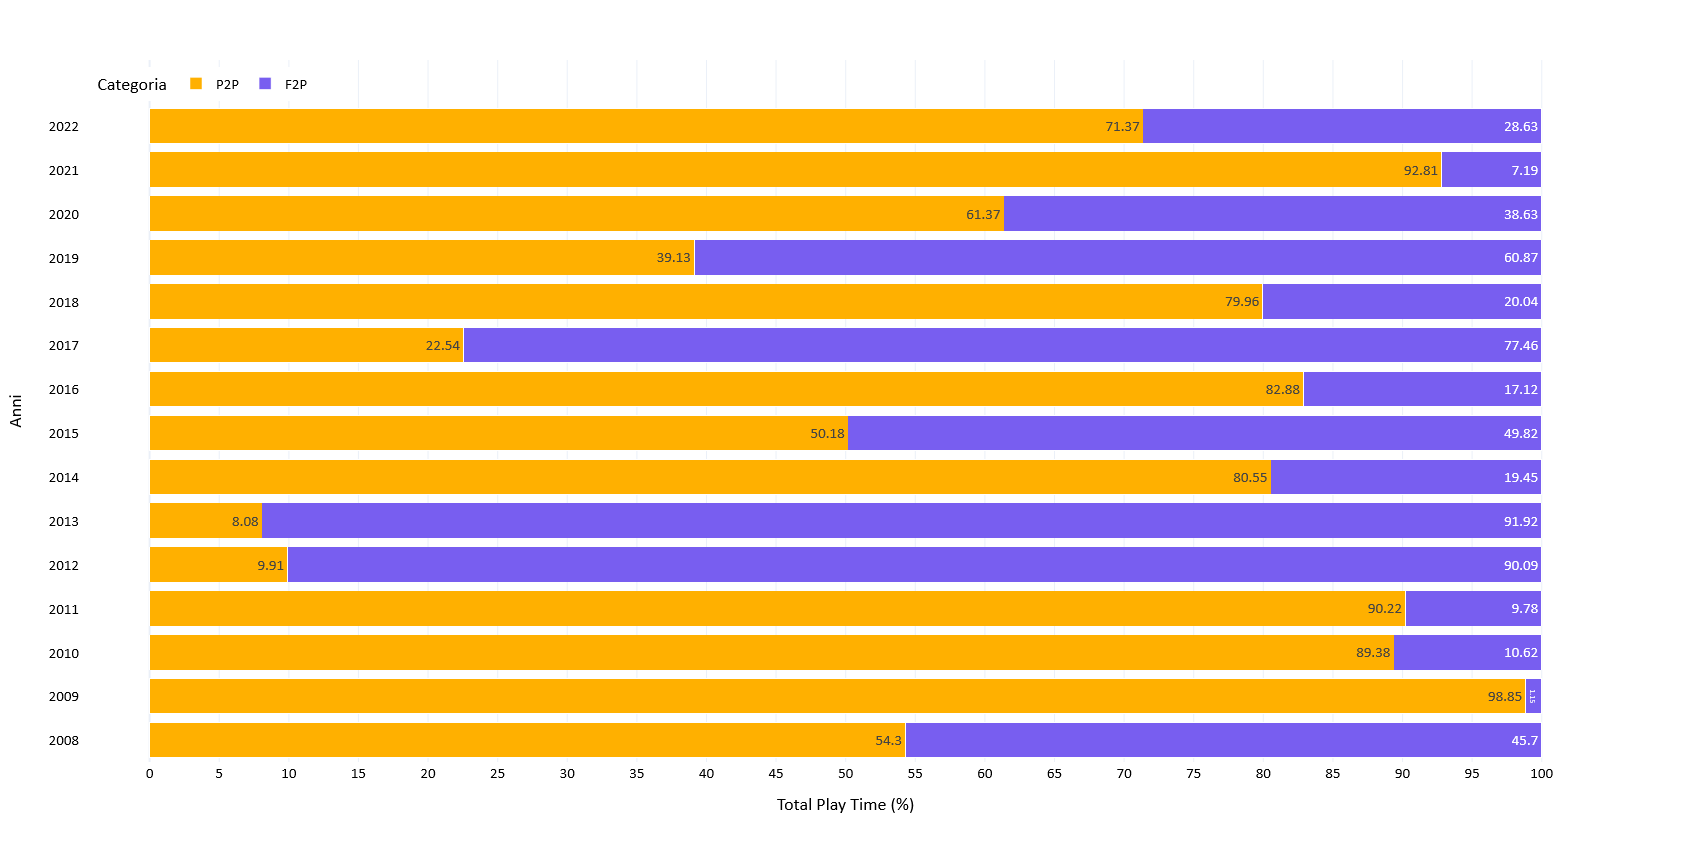 Categoria P2P F2P
2022 71.37 28.63
2021 92.81 7.19
2020 61.37 38.63
2019 39.13 60.87
2018 79.96 20.04
2017 22.54 77.46
2016 82.88 17.12
2015 50.18 49.82
2014 80.55 19.45
2013 8.08 91.92
2012 9.91 90.09
2011 90.22 9.78
2010 89.38 10.62
2009 98.85 1.15
2008 54.3 45.7
0 5 10 15 20 25 30 35 40 45 50 55 60 65 70 75 80 85 90 95 100
Total Play Time (%)
Anni